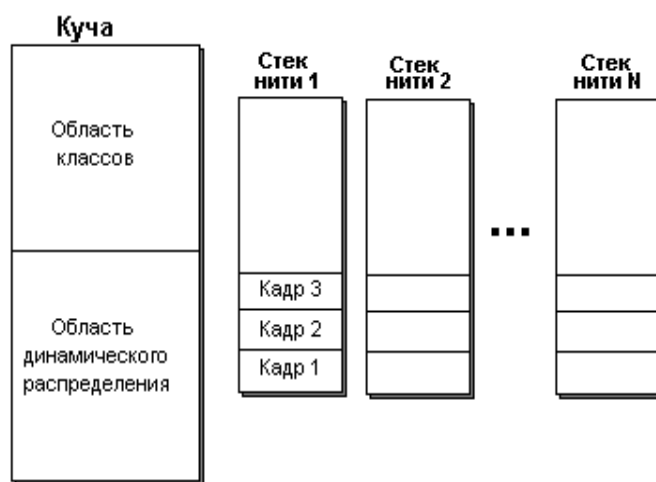 Куча
Область
классов
Область
динамического
распределения
Стек
нити 1
Кадр 3
Кадр 2
Кадр 1
Стек
нити 2
...
Стек
нити N